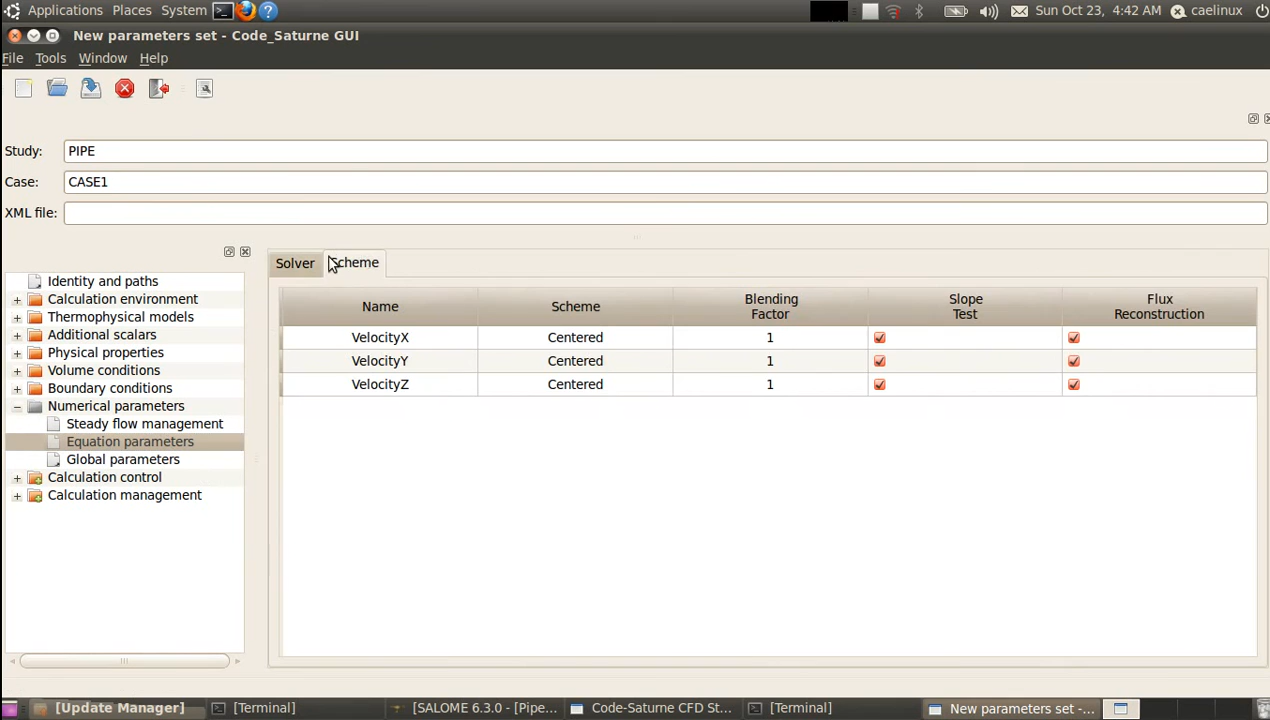 Applications Places System Sun Oct 23, 4:42 AM caelinux
New parameters set - Code_Saturne GUI
File Tools Window Help
Study: PIPE
Case: CASE1
XML file:
Solver
Identity and paths
Calculation environment
Thermophysical models
Additional scalars
Physical properties
Volume conditions
Boundary conditions
Numerical parameters
Steady flow management
Equation parameters
Global parameters
Calculation control
Calculation management
Name Scheme Blending Factor Slope Test Flux Reconstruction
VelocityX Centered 1
VelocityY Centered 1
VelocityZ Centered 1
[Update Manager] [Terminal] [SALOME 6.3.0 - [Pipe... Code-Saturne CFD St... [Terminal] New parameters set -...